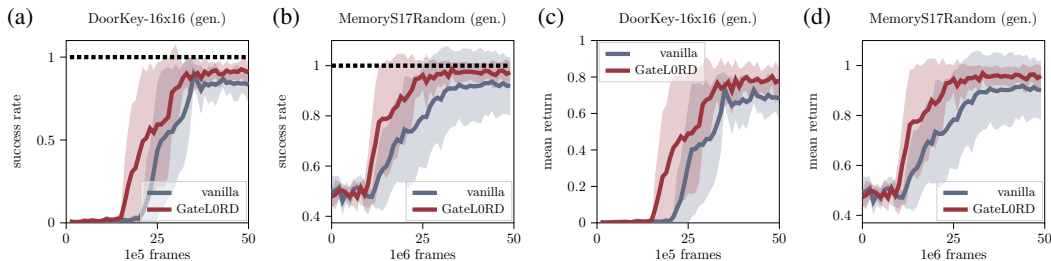 (a)
DoorKey-16x16 (gen.)
success rate
1
0.5
0
0
25
50
1e5 frames
vanilla
GateL0RD
(b)
MemoryS17Random (gen.)
success rate
1
0.8
0.6
0.4
0
25
50
1e6 frames
vanilla
GateL0RD
(c)
DoorKey-16x16 (gen.)
mean return
1
0.8
0.6
0.4
0.2
0
0
25
50
1e5 frames
vanilla
GateL0RD
(d)
MemoryS17Random (gen.)
mean return
1
0.8
0.6
0.4
0
25
50
1e6 frames
vanilla
GateL0RD